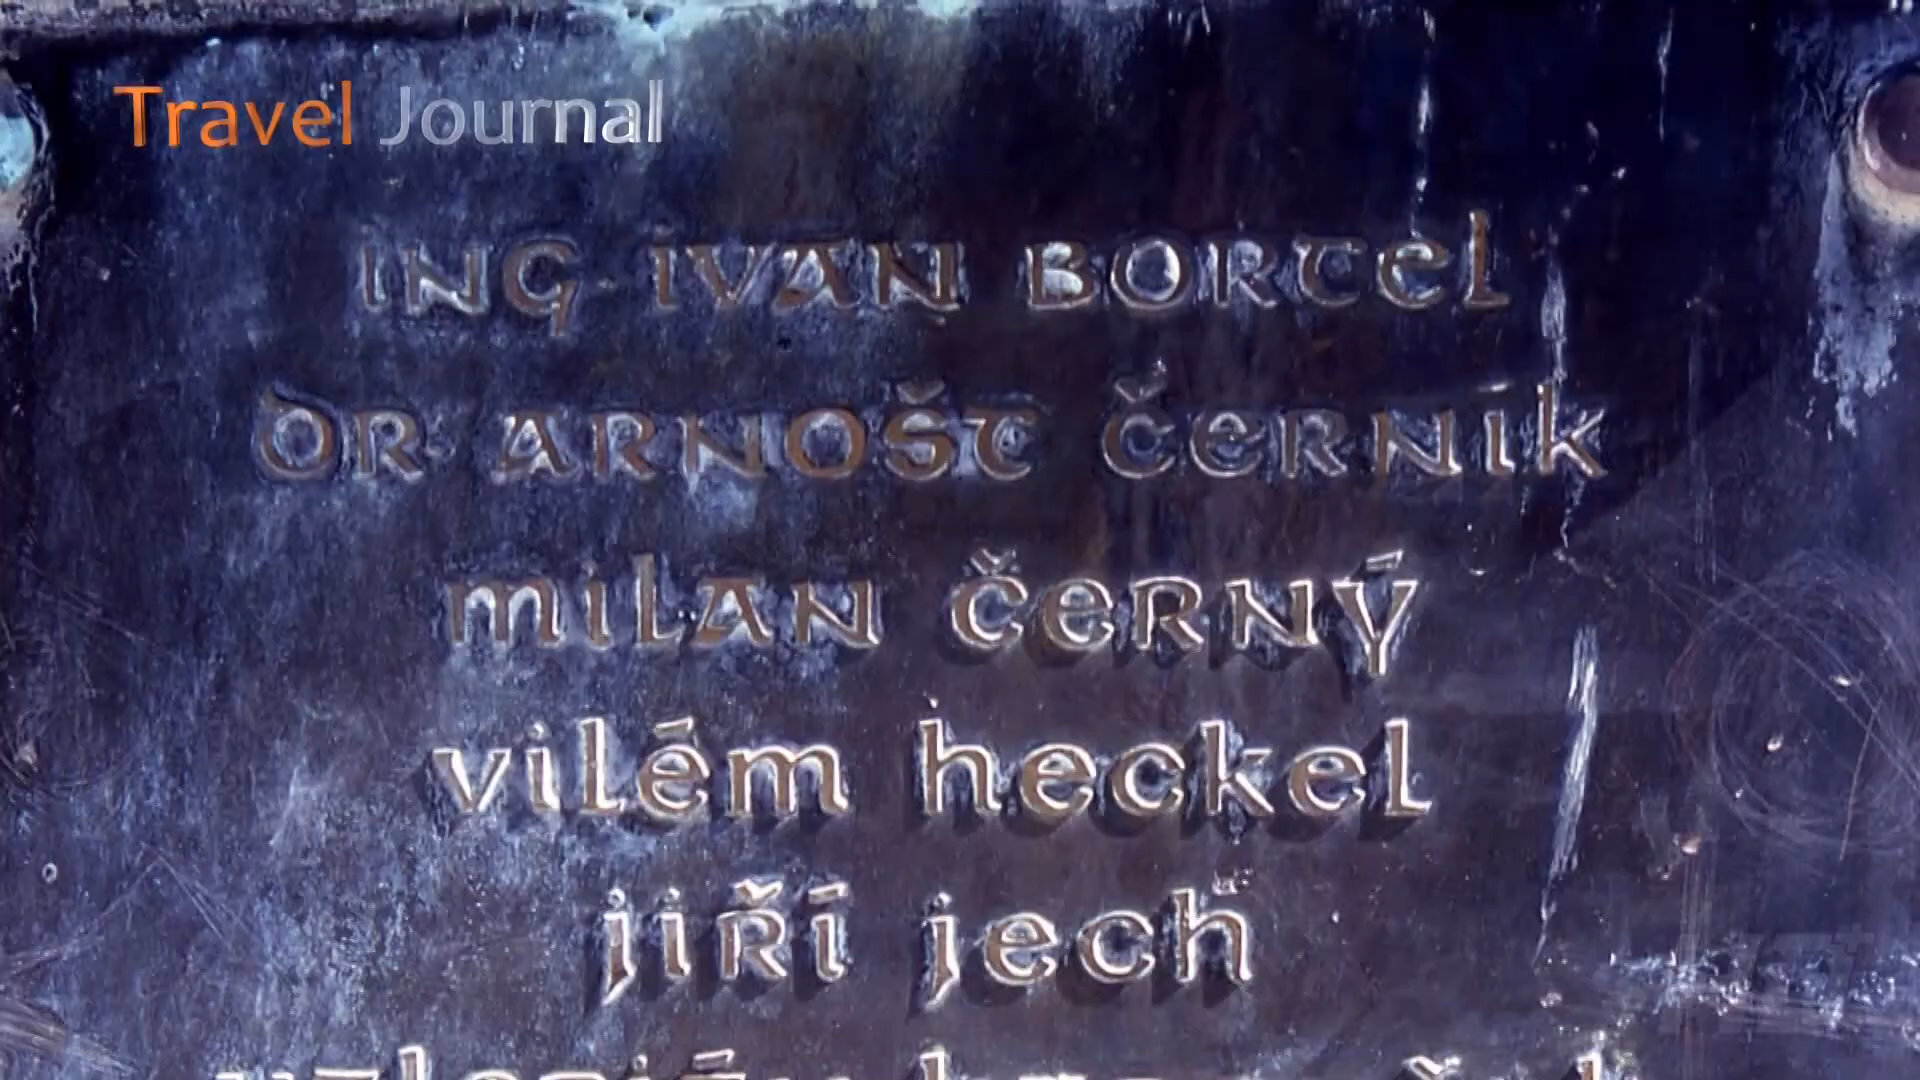 Travel Journal
ING. IVAN BORTEL
DR. ARNOŠT ČERNÍK
MILAN ČERNÝ
VILÉM HECKEL
JIŘÍ JECH